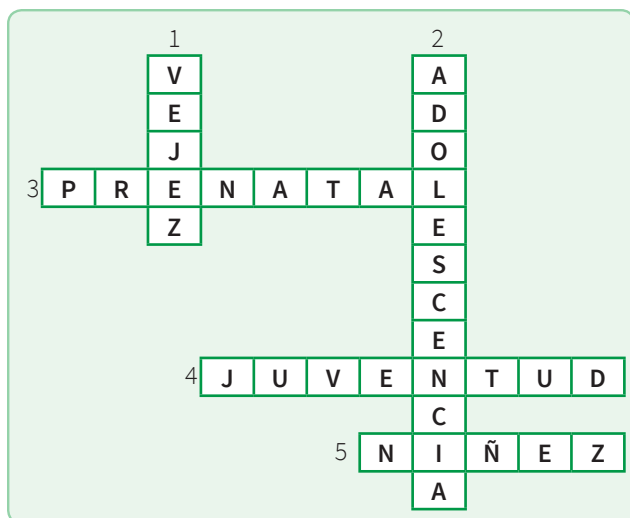 1 2
V A
E D
J O
3 P R E N A T A L
Z E
S
C
E
4 J U V E N T U D
C
5 N I Ñ E Z
A